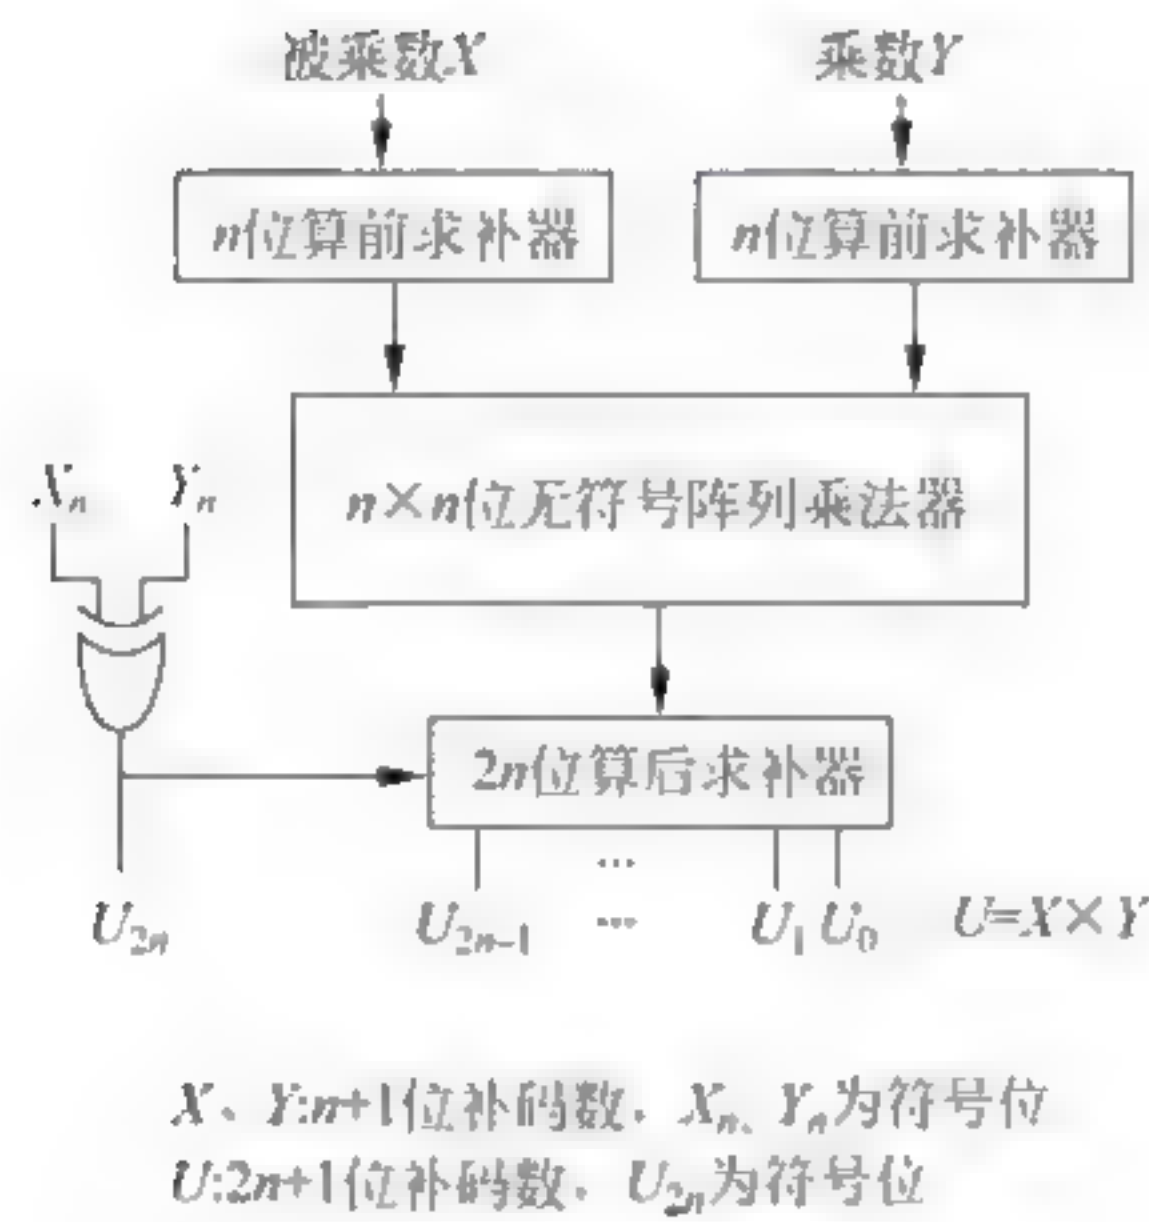 被乘数X 乘数Y
n位算前求补器 n位算前求补器
Xn Yn
n×n位无符号阵列乘法器
2n位算后求补器
...
U2n U2n-1 ... U1 U0 U=X×Y
X、Y:n+1位补码数，Xn、Yn为符号位
U:2n+1位补码数，U2n为符号位